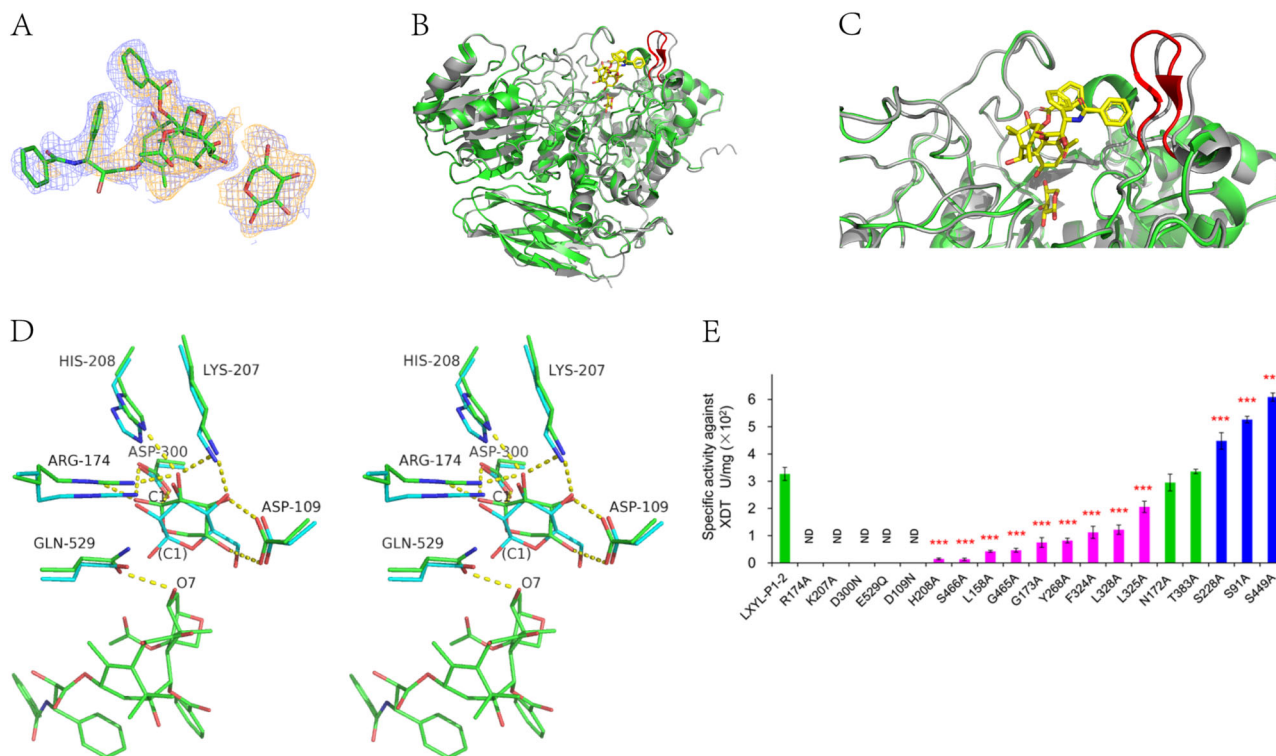 A
B
C
D
HIS-208
LYS-207
ARG-174
ASP-300
C1
ASP-109
(C1)
GLN-529
O7
HIS-208
LYS-207
ARG-174
ASP-300
C1
ASP-109
(C1)
GLN-529
O7
E
Specific activity against
XDT U/mg (×10²)
6
5
4
3
2
1
0
ND
ND
ND
ND
ND
***
***
***
***
***
***
***
***
***
***
***
**
LXYL-P1-2
R174A
K207A
D300N
E529Q
D109N
H208A
S466A
L158A
G465A
G173A
Y268A
F324A
L328A
L325A
N172A
T383A
S228A
S91A
S449A